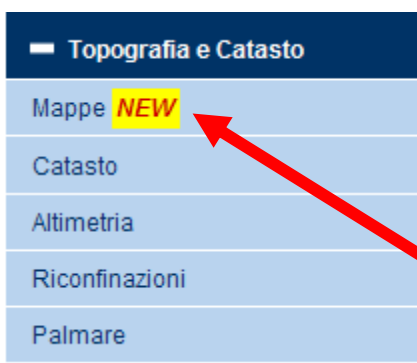 Topografia e Catasto
Mappe NEW
Catasto
Altimetria
Riconfinazioni
Palmare